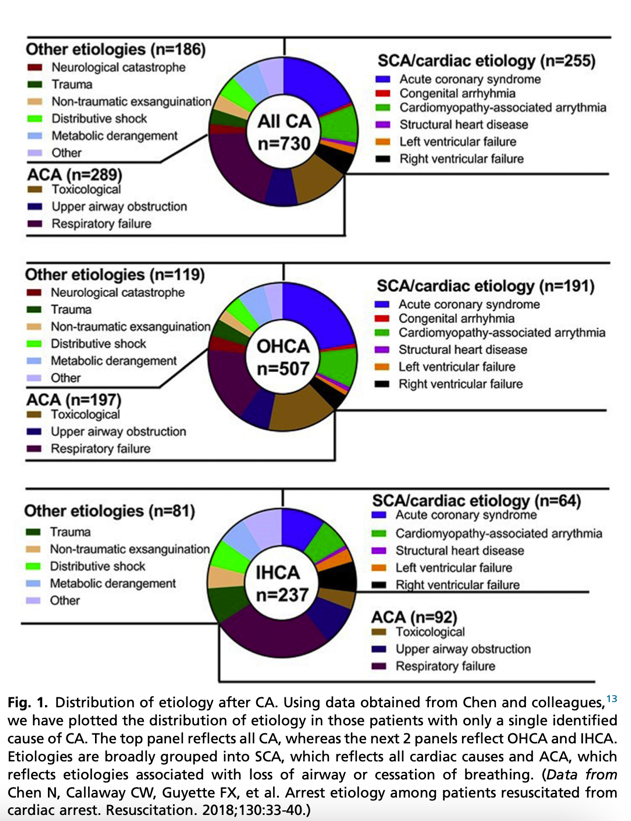 Other etiologies (n=186)
Neurological catastrophe
Trauma
Non-traumatic exsanguination
Distributive shock
Metabolic derangement
Other
ACA (n=289)
Toxicological
Upper airway obstruction
Respiratory failure
All CA
n=730
SCA/cardiac etiology (n=255)
Acute coronary syndrome
Congenital arrhyhmia
Cardiomyopathy-associated arrythmia
Structural heart disease
Left ventricular failure
Right ventricular failure
Other etiologies (n=119)
Neurological catastrophe
Trauma
Non-traumatic exsanguination
Distributive shock
Metabolic derangement
Other
ACA (n=197)
Toxicological
Upper airway obstruction
Respiratory failure
OHCA
n=507
SCA/cardiac etiology (n=191)
Acute coronary syndrome
Congenital arrhyhmia
Cardiomyopathy-associated arrythmia
Structural heart disease
Left ventricular failure
Right ventricular failure
Other etiologies (n=81)
Trauma
Non-traumatic exsanguination
Distributive shock
Metabolic derangement
Other
IHCA
n=237
SCA/cardiac etiology (n=64)
Acute coronary syndrome
Cardiomyopathy-associated arrythmia
Structural heart disease
Left ventricular failure
Right ventricular failure
ACA (n=92)
Toxicological
Upper airway obstruction
Respiratory failure
Fig. 1. Distribution of etiology after CA. Using data obtained from Chen and colleagues,13
we have plotted the distribution of etiology in those patients with only a single identified
cause of CA. The top panel reflects all CA, whereas the next 2 panels reflect OHCA and IHCA.
Etiologies are broadly grouped into SCA, which reflects all cardiac causes and ACA, which
reflects etiologies associated with loss of airway or cessation of breathing. (Data from
Chen N, Callaway CW, Guyette FX, et al. Arrest etiology among patients resuscitated from
cardiac arrest. Resuscitation. 2018;130:33-40.)